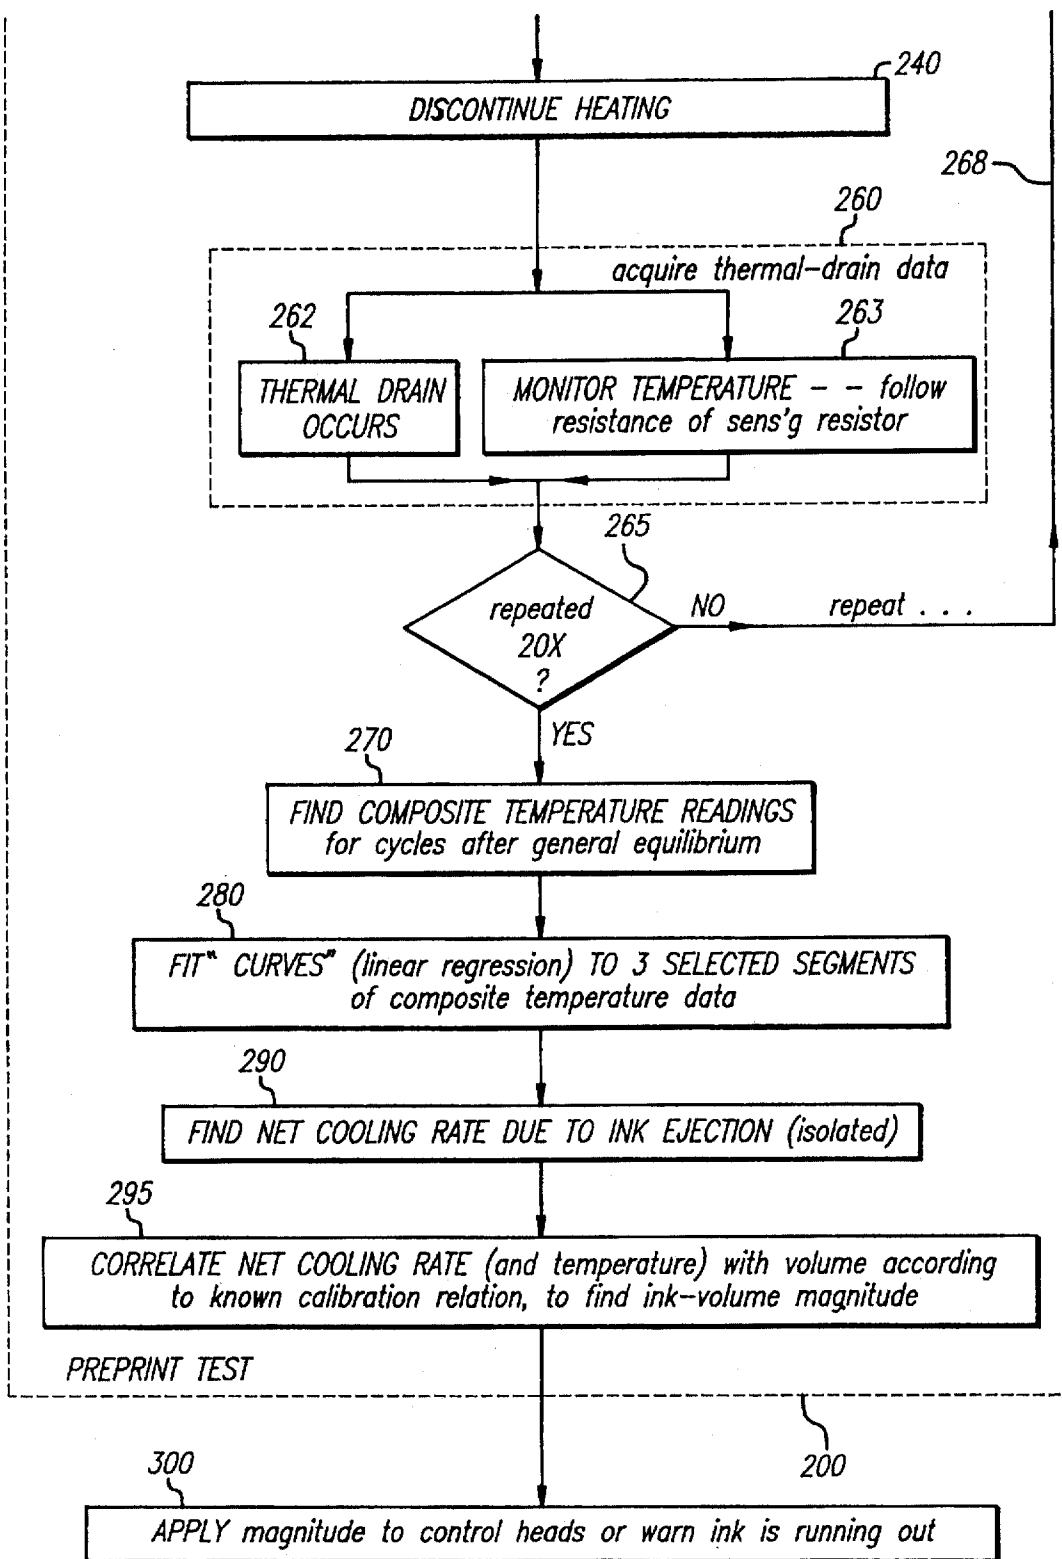 240
DISCONTINUE HEATING
268
260
acquire thermal-drain data
262
263
THERMAL DRAIN
OCCURS
MONITOR TEMPERATURE - - follow
resistance of sens'g resistor
265
repeated
20X
?
NO
repeat . . .
YES
270
FIND COMPOSITE TEMPERATURE READINGS
for cycles after general equilibrium
280
FIT" CURVES" (linear regression) TO 3 SELECTED SEGMENTS
of composite temperature data
290
FIND NET COOLING RATE DUE TO INK EJECTION (isolated)
295
CORRELATE NET COOLING RATE (and temperature) with volume according
to known calibration relation, to find ink-volume magnitude
PREPRINT TEST
200
300
APPLY magnitude to control heads or warn ink is running out